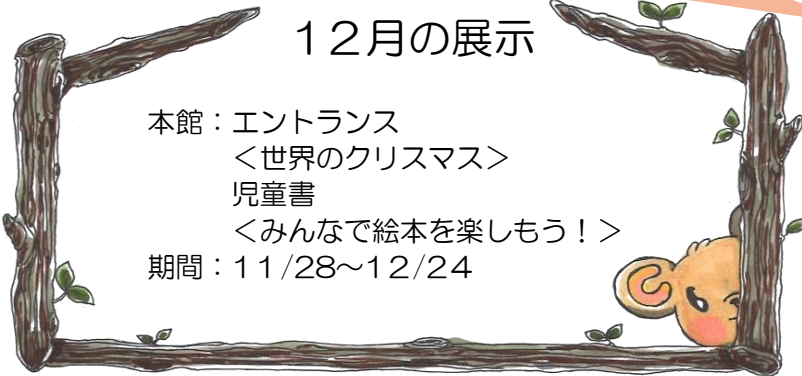 12月の展示
本館:エントランス
<世界のクリスマス>
児童書
<みんなで絵本を楽しもう!>
期間:11/28~12/24